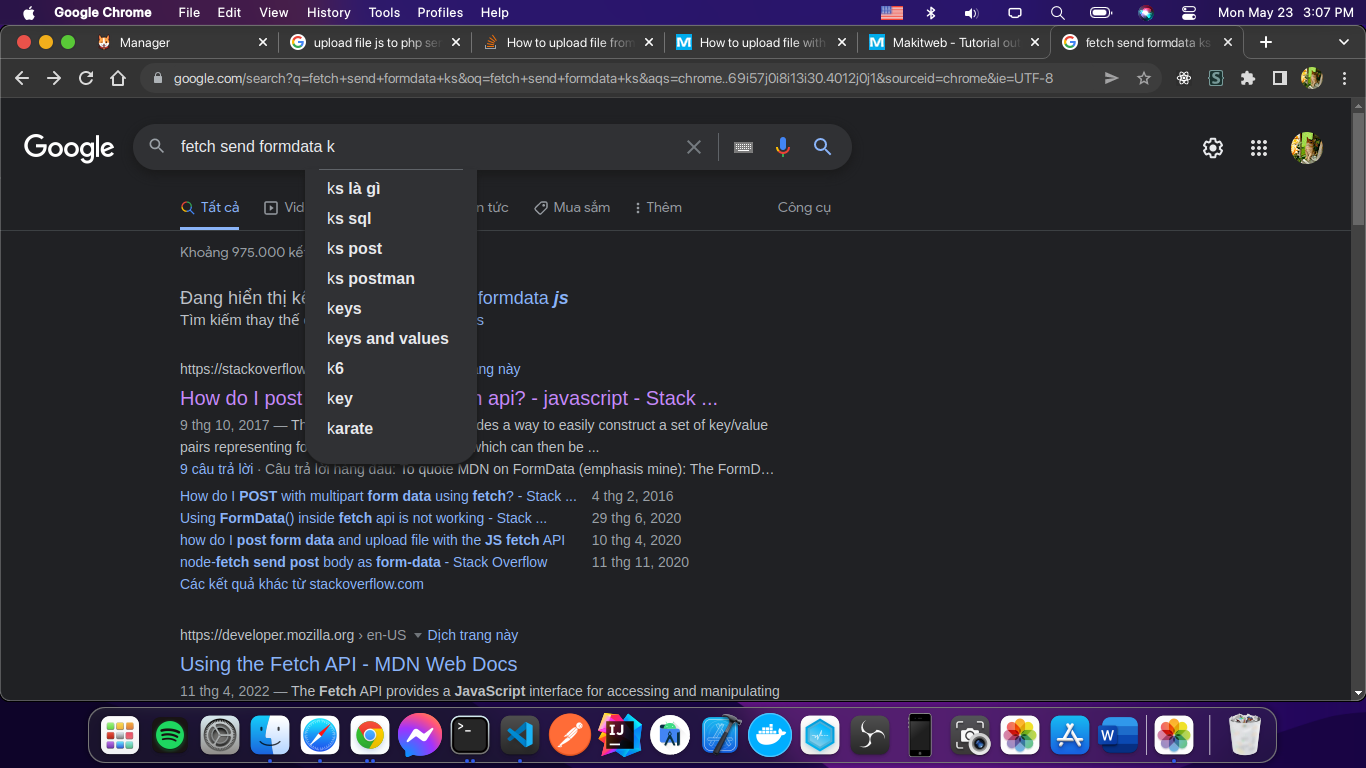 Google Chrome File Edit View History Tools Profiles Help Mon May 23 3:07 PM
Manager upload file js to php ser How to upload file from How to upload file with Makitweb - Tutorial out fetch send formdata ks
google.com/search?q=fetch+send+formdata+ks&oq=fetch+send+formdata+ks&aqs=chrome..69i57j0i8i13i30.4012j0j1&sourceid=chrome&ie=UTF-8
Google fetch send formdata k
ks là gì
ks sql
ks post
ks postman
keys
keys and values
k6
key
karate
Tất cả Vid n tức Mua sắm Thêm Công cụ
Khoảng 975.000 kế
Đang hiển thị kế formdata js
Tìm kiếm thay thế s
https://stackoverflow ang này
How do I post api? - javascript - Stack ...
9 thg 10, 2017 — Th des a way to easily construct a set of key/value
pairs representing fo which can then be ...
9 câu trả lời · Câu trả lời hàng đầu: To quote MDN on FormData (emphasis mine): The FormD…
How do I POST with multipart form data using fetch? - Stack ... 4 thg 2, 2016
Using FormData() inside fetch api is not working - Stack ... 29 thg 6, 2020
how do I post form data and upload file with the JS fetch API 10 thg 4, 2020
node-fetch send post body as form-data - Stack Overflow 11 thg 11, 2020
Các kết quả khác từ stackoverflow.com
https://developer.mozilla.org › en-US Dịch trang này
Using the Fetch API - MDN Web Docs
11 thg 4, 2022 — The Fetch API provides a JavaScript interface for accessing and manipulating